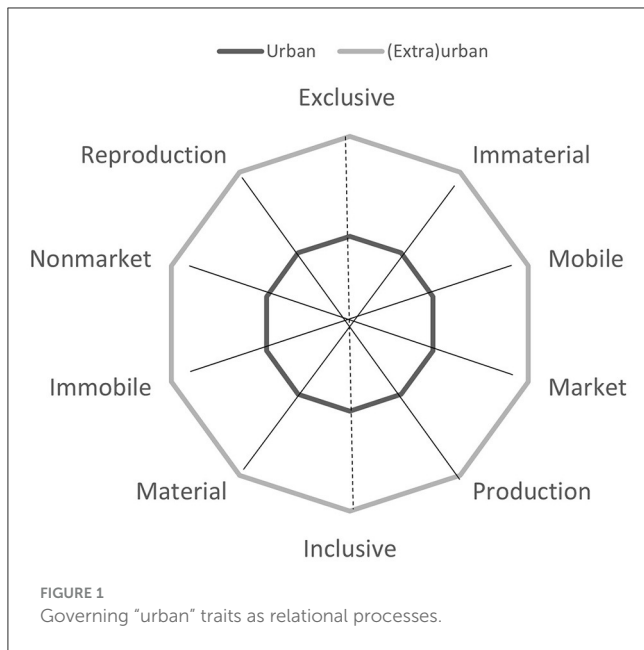 Urban (Extra)urban
Exclusive
Reproduction Immaterial
Nonmarket Mobile
Immobile Market
Material Production
Inclusive
FIGURE 1
Governing “urban” traits as relational processes.